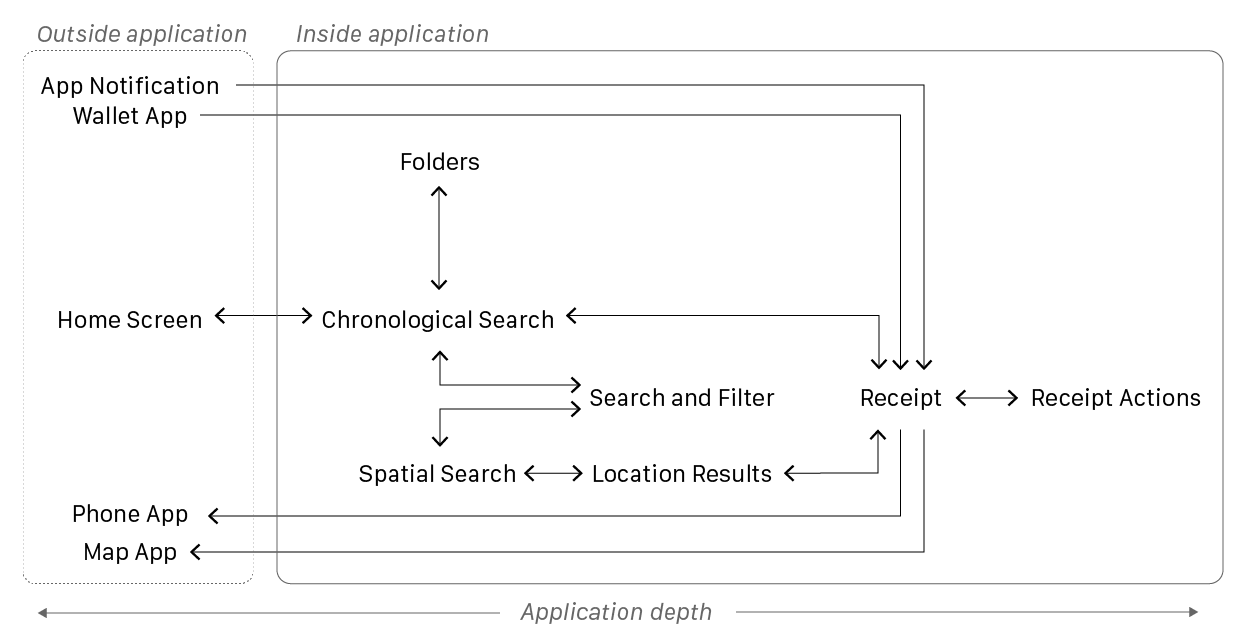 Outside application
Inside application
App Notification
Wallet App
Folders
Home Screen
Chronological Search
Search and Filter
Receipt
Receipt Actions
Spatial Search
Location Results
Phone App
Map App
Application depth